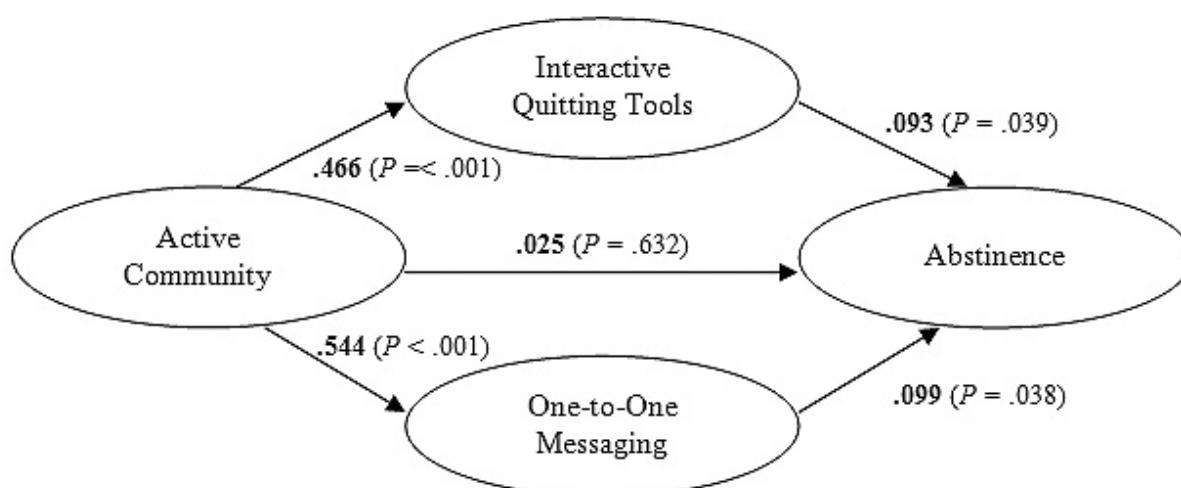 Interactive
Quitting Tools
.093 (P = .039)
.466 (P =< .001)
Active
Community
.025 (P = .632)
Abstinence
.544 (P < .001)
One-to-One
Messaging
.099 (P = .038)